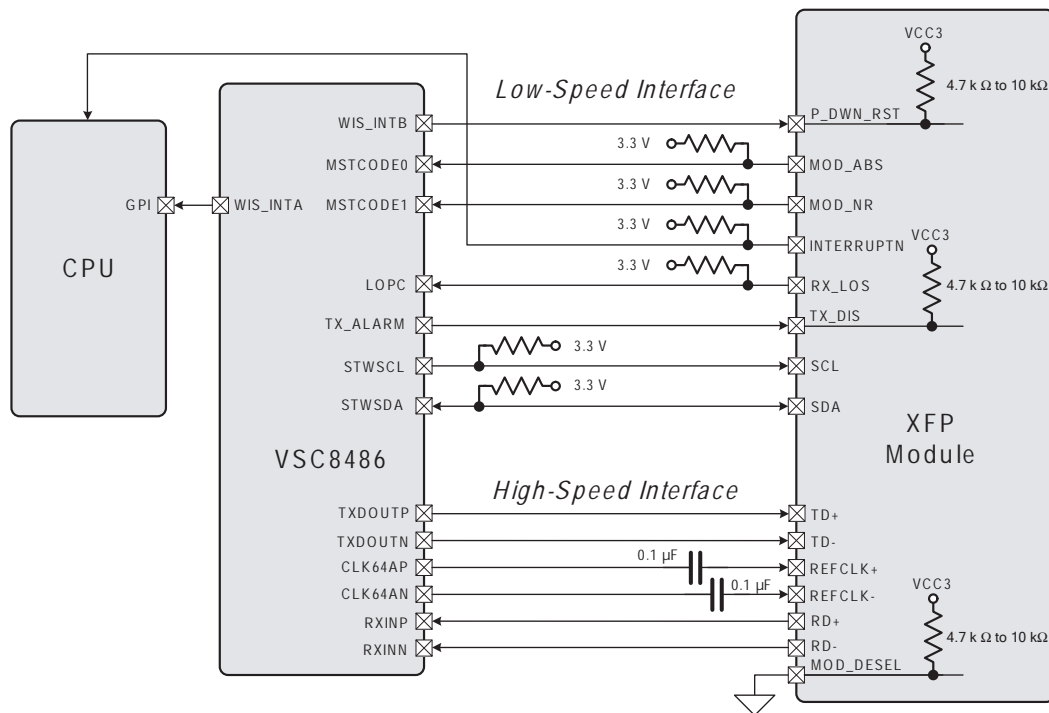 VCC3
4.7 k Ω to 10 kΩ
Low-Speed Interface
WIS_INTB
P_DWN_RST
3.3 V
MSTCODE0
MOD_ABS
3.3 V
GPI
WIS_INTA
MSTCODE1
MOD_NR
3.3 V
VCC3
INTERRUPTN
CPU
3.3 V
LOPC
RX_LOS
4.7 k Ω to 10 kΩ
TX_ALARM
TX_DIS
3.3 V
STWSCL
SCL
3.3 V
STWSDA
SDA
XFP
Module
VSC8486
High-Speed Interface
TXDOUTP
TD+
TXDOUTN
TD-
0.1 µF
CLK64AP
REFCLK+
0.1 µF
CLK64AN
REFCLK-
VCC3
RXINP
RD+
4.7 k Ω to 10 kΩ
RXINN
RD-
MOD_DESEL